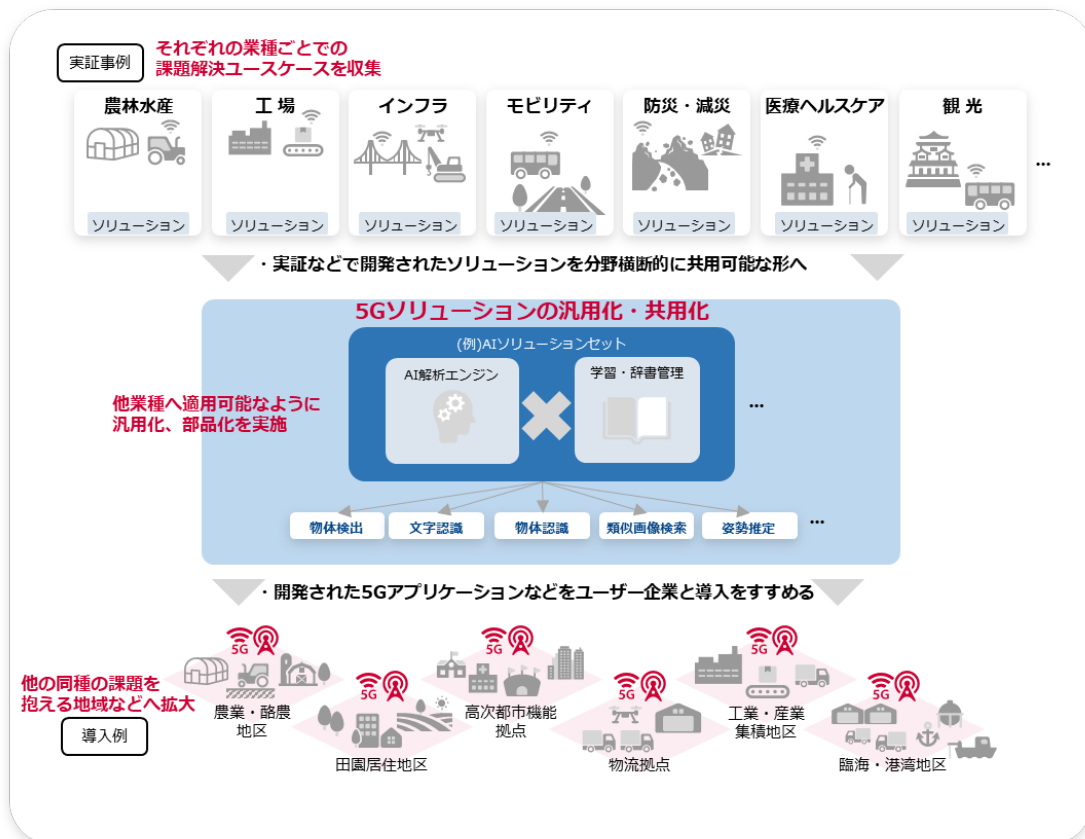 実証事例
それぞれの業種ごとでの
課題解決ユースケースを収集
農林水産
工 場
インフラ
モビリティ
防災・減災
医療ヘルスケア
観 光
...
ソリューション
ソリューション
ソリューション
ソリューション
ソリューション
ソリューション
ソリューション
・実証などで開発されたソリューションを分野横断的に共用可能な形へ
5Gソリューションの汎用化・共用化
(例)AIソリューションセット
AI解析エンジン
学習・辞書管理
...
他業種へ適用可能なように
汎用化、部品化を実施
物体検出
文字認識
物体認識
類似画像検索
姿勢推定
...
・開発された5Gアプリケーションなどをユーザー企業と導入をすすめる
5G
5G
5G
5G
5G
5G
他の同種の課題を
抱える地域などへ拡大
導入例
農業・酪農
地区
田園居住地区
高次都市機能
拠点
物流拠点
工業・産業
集積地区
臨海・港湾地区